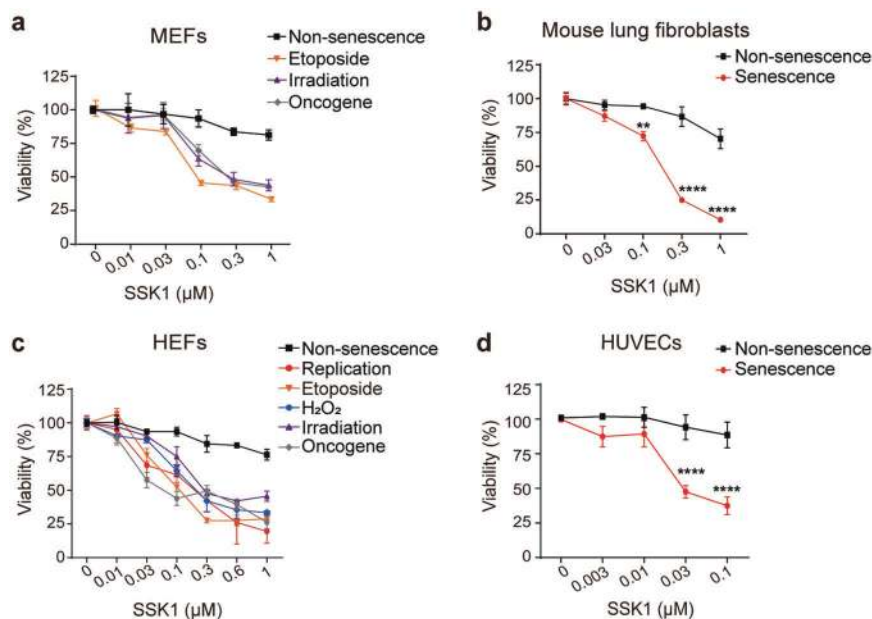 a
MEFs
Non-senescence
Etoposide
Irradiation
Oncogene
Viability (%)
125
100
75
50
25
0
0 0.01 0.03 0.1 0.3 1
SSK1 (μM)
b
Mouse lung fibroblasts
Non-senescence
Senescence
Viability (%)
125
100
75
50
25
0
**
****
****
0 0.03 0.1 0.3 1
SSK1 (μM)
c
HEFs
Non-senescence
Replication
Etoposide
H₂O₂
Irradiation
Oncogene
Viability (%)
125
100
75
50
25
0
0 0.01 0.03 0.1 0.3 0.6 1
SSK1 (μM)
d
HUVECs
Non-senescence
Senescence
Viability (%)
125
100
75
50
25
0
****
****
0 0.003 0.01 0.03 0.1
SSK1 (μM)